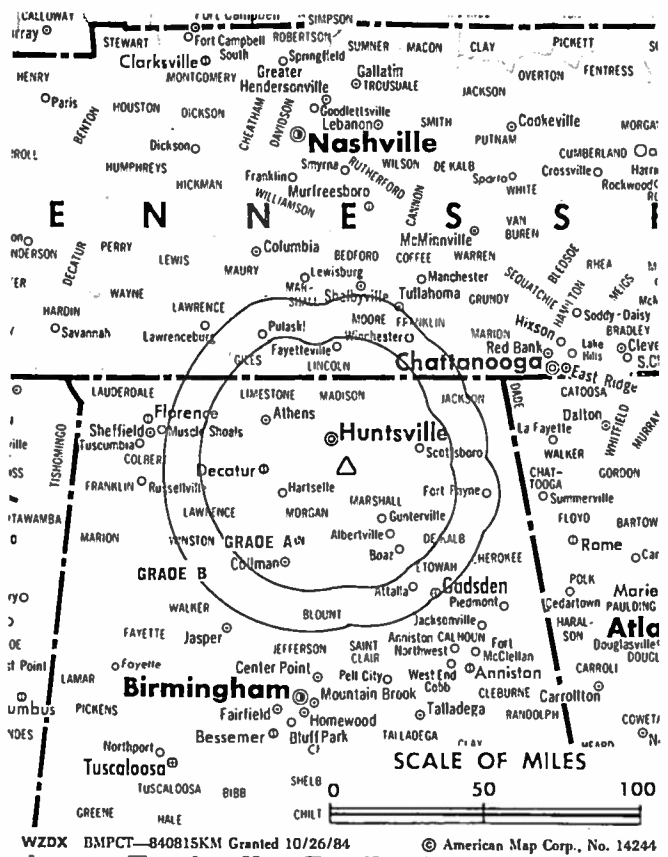 CALLOWAY
Fort Campbell
SIMPSON
STEWART
Fort Campbell South
ROBERTSON
Springfield
SUMNER
MACON
CLAY
PICKETT
Clarksville
MONTGOMERY
Greater
Hendersonville
Gallatin
TROUSDALE
OVERTON
FENTRESS
HENRY
Paris
BENTON
HOUSTON
DICKSON
CHEATHAM
DAVIDSON
Goodlettsville
Lebanon
SMITH
JACKSON
Cookeville
PUTNAM
Nashville
Dickson
HUMPHREYS
HICKMAN
Franklin
Smyrna
RUTHERFORD
WILSON
DE KALB
CUMBERLAND
Crossville
Rockwood
Sparta
WHITE
WILLIAMSON
Murfreesboro
CANNON
E N N E S S
VAN
BUREN
McMinnville
WARREN
DECATUR
PERRY
LEWIS
Columbia
MAURY
BEDFORD
COFFEE
SEQUATCHIE
BLEDSOE
RHEA
MEIGS
WAYNE
Lewisburg
MAR-
SHALL
Shelbyville
Manchester
Tullahoma
GRUNDY
HAMILTON
HARDIN
Savannah
LAWRENCE
Lawrenceburg
Pulaski
GILES
MOORE
FRANKLIN
Winchester
Fayetteville
LINCOLN
MARION
Hixson
Soddy-Daisy
BRADLEY
Red Bank
Lake
Hills
Chattanooga
East Ridge
LAUDERDALE
LIMESTONE
MADISON
JACKSON
DADE
CATOOSA
Florence
Athens
Sheffield
Muscle Shoals
Tuscumbia
COLBERT
TISHOMINGO
Huntsville
Scottsboro
La Fayette
WALKER
Dalton
WHITFIELD
MURRAY
Decatur
FRANKLIN
Russellville
Hartselle
LAWRENCE
MORGAN
MARSHALL
Fort Payne
CHAT-
TOOGA
GORDON
Summerville
MARION
WINSTON
GRADE A
Cullman
Gunterville
Albertville
Boaz
DE KALB
FLOYD
BARTOW
Rome
GRADE B
ETOWAH
CHEROKEE
Attalla
Gadsden
Piedmont
POLK
Cedartown
PAULDING
WALKER
BLOUNT
FAYETTE
Jasper
Jacksonville
HARAL-
SON
Douglasville
JEFFERSON
SAINT
CLAIR
Anniston
Northwest
CALHOUN
Fort
McClellan
LAMAR
Fayette
Center Point
Pell City
West End
Cobb
Anniston
CLEBURNE
CARROLL
Carrollton
Birmingham
Mountain Brook
PICKENS
Fairfield
Homewood
Talladega
RANDOLPH
Bessemer
Bluff Park
TALLADEGA
CLAY
HEARD
Northport
Tuscaloosa
TUSCALOOSA
BIBB
SHELB
CHILT
GREENE
HALE
SCALE OF MILES
0 50 100
WZDX BMPCT—840815KM Granted 10/26/84
© American Map Corp., No. 14244